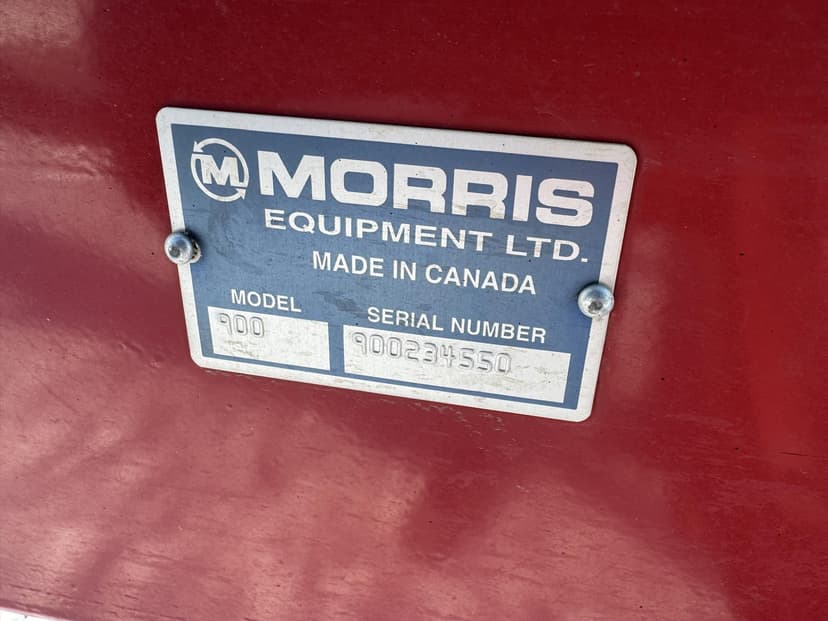 M MORRIS
EQUIPMENT LTD.
MADE IN CANADA
MODEL
900
SERIAL NUMBER
900234550